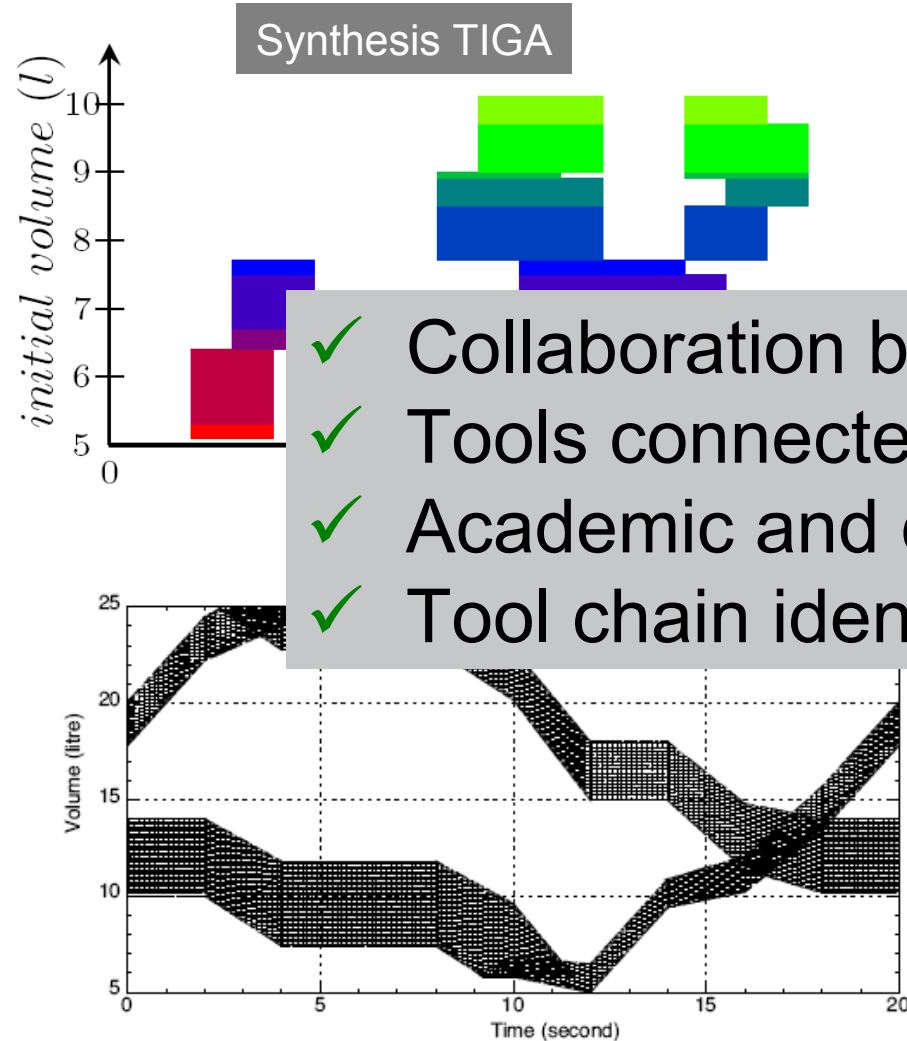 Synthesis TIGA
initial volume (l)
10
9
8
7
6
5
0
✓ Collaboration b
✓ Tools connecte
✓ Academic and
✓ Tool chain iden
25
20
15
10
5
Volume (litre)
0 5 10 15 20
Time (second)